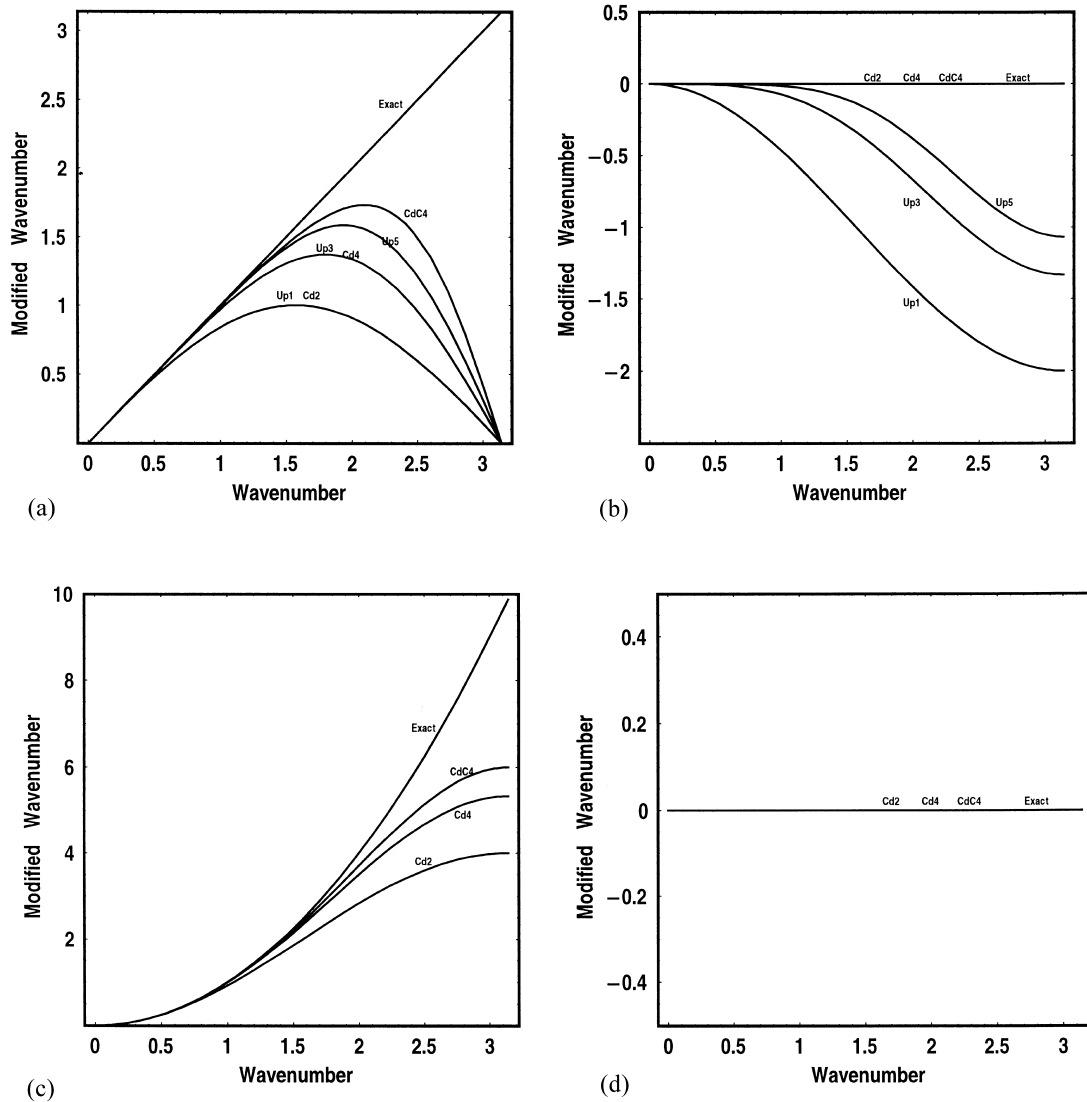 3
2.5
2
1.5
1
0.5
0 0.5 1 1.5 2 2.5 3
Modified Wavenumber
Wavenumber
Exact
CdC4
Up5
Up3 Cd4
Up1 Cd2
(a)
0.5
0
−0.5
−1
−1.5
−2
0 0.5 1 1.5 2 2.5 3
Modified Wavenumber
Wavenumber
Cd2 Cd4 CdC4 Exact
Up3
Up5
Up1
(b)
10
8
6
4
2
0 0.5 1 1.5 2 2.5 3
Modified Wavenumber
Wavenumber
Exact
CdC4
Cd4
Cd2
(c)
0.4
0.2
0
−0.2
−0.4
0 0.5 1 1.5 2 2.5 3
Modified Wavenumber
Wavenumber
Cd2 Cd4 CdC4 Exact
(d)